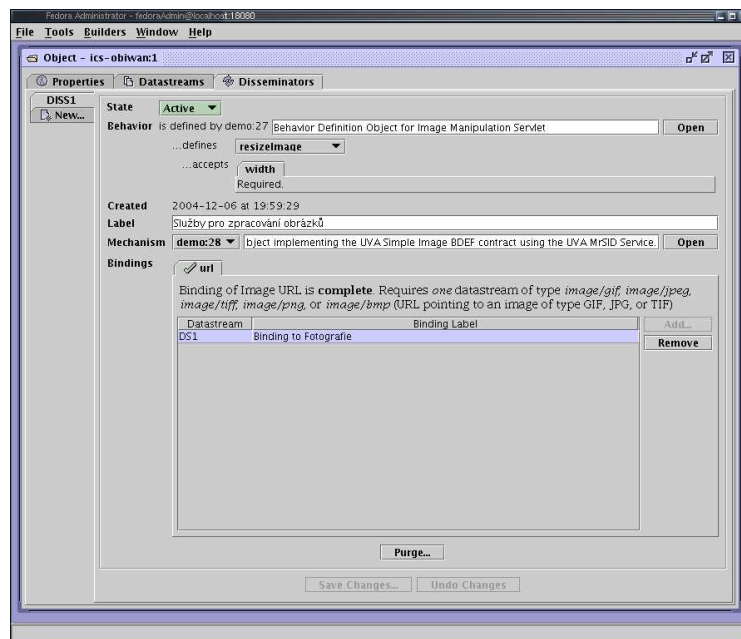 Fedora Administrator - fedoraAdmin@localhost:18080
File Tools Builders Window Help
Object - ics-obiwan:1
Properties Datastreams Disseminators
DISS1
New...
State Active
Behavior is defined by demo:27 Behavior Definition Object for Image Manipulation Servlet Open
...defines resizeImage
...accepts width
Required.
Created 2004-12-06 at 19:59:29
Label Služby pro zpracování obrázků
Mechanism demo:28 bject implementing the UVA Simple Image BDEF contract using the UVA MrSID Service. Open
Bindings url
Binding of Image URL is complete. Requires one datastream of type image/gif, image/jpeg,
image/tiff, image/png, or image/bmp (URL pointing to an image of type GIF, JPG, or TIF)
Datastream Binding Label Add...
DS1 Binding to Fotografie
Remove
Purge...
Save Changes... Undo Changes